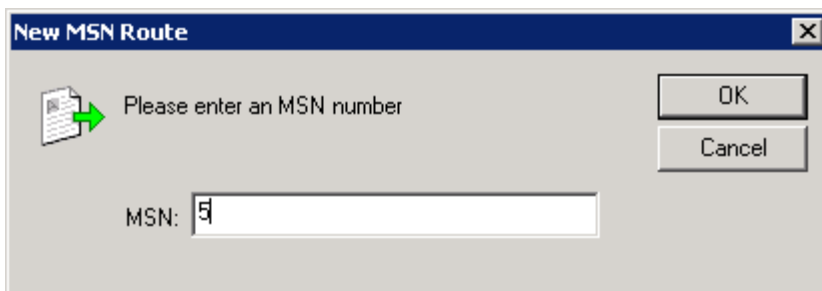 New MSN Route
Please enter an MSN number
OK
Cancel
MSN: 5